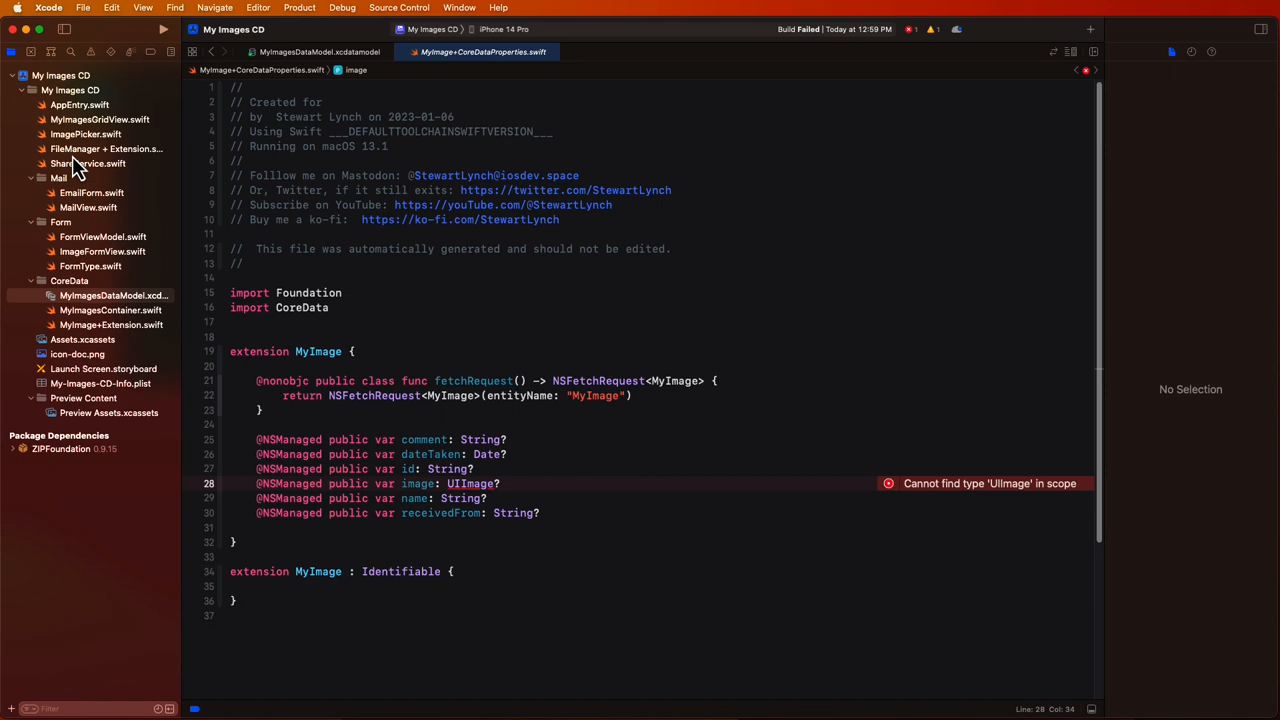 Xcode File Edit View Find Navigate Editor Product Debug Source Control Window Help
My Images CD
My Images CD 〉 iPhone 14 Pro
Build Failed | Today at 12:59 PM
1
1
MyImagesDataModel.xcdatamodel
MyImage+CoreDataProperties.swift
MyImage+CoreDataProperties.swift 〉 image
My Images CD
My Images CD
AppEntry.swift
MyImagesGridView.swift
ImagePicker.swift
FileManager + Extension.s...
ShareService.swift
Mail
EmailForm.swift
MailView.swift
Form
FormViewModel.swift
ImageFormView.swift
FormType.swift
CoreData
MyImagesDataModel.xcd...
MyImagesContainer.swift
MyImage+Extension.swift
Assets.xcassets
icon-doc.png
Launch Screen.storyboard
My-Images-CD-Info.plist
Preview Content
Preview Assets.xcassets
Package Dependencies
ZIPFoundation 0.9.15
Filter
1 //
2 // Created for
3 // by Stewart Lynch on 2023-01-06
4 // Using Swift ___DEFAULTTOOLCHAINSWIFTVERSION___
5 // Running on macOS 13.1
6 //
7 // Folllow me on Mastodon: @StewartLynch@iosdev.space
8 // Or, Twitter, if it still exits: https://twitter.com/StewartLynch
9 // Subscribe on YouTube: https://youTube.com/@StewartLynch
10 // Buy me a ko-fi: https://ko-fi.com/StewartLynch
11
12 // This file was automatically generated and should not be edited.
13 //
14
15 import Foundation
16 import CoreData
17
18
19 extension MyImage {
20
21 @nonobjc public class func fetchRequest() -> NSFetchRequest<MyImage> {
22 return NSFetchRequest<MyImage>(entityName: "MyImage")
23 }
25 @NSManaged public var comment: String?
26 @NSManaged public var dateTaken: Date?
27 @NSManaged public var id: String?
28 @NSManaged public var image: UIImage? Cannot find type 'UIImage' in scope
29 @NSManaged public var name: String?
30 @NSManaged public var receivedFrom: String?
31
32 }
33
34 extension MyImage : Identifiable {
35
36 }
37
No Selection
Line: 28 Col: 34